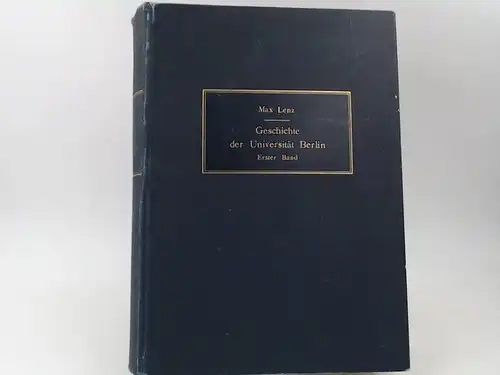 Max Lenz
Geschichte
der Universität Berlin
Erster Band